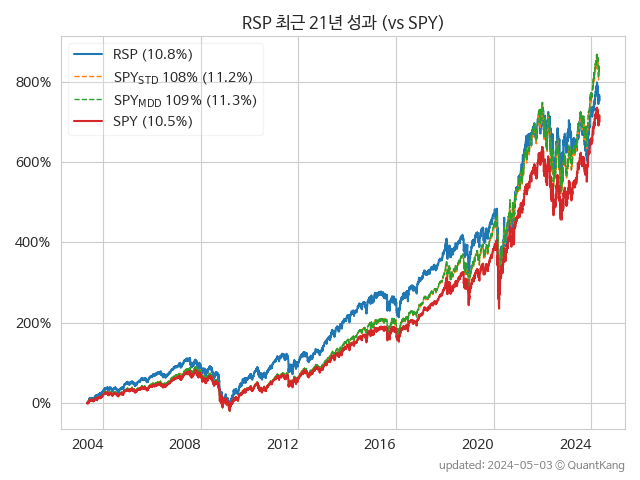 RSP 최근 21년 성과 (vs SPY)
RSP (10.8%)
SPY_STD 108% (11.2%)
SPY_MDD 109% (11.3%)
SPY (10.5%)
800%
600%
400%
200%
0%
2004 2008 2012 2016 2020 2024
updated: 2024-05-03 © QuantKang